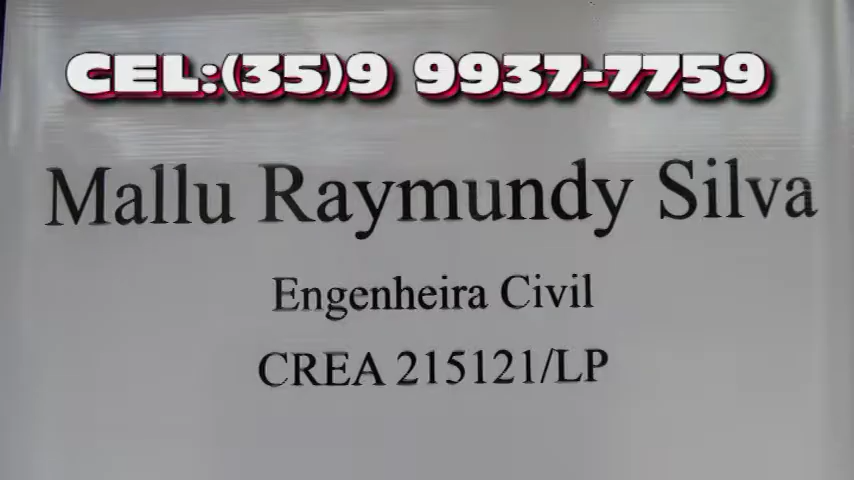 CEL:(35)9 9937-7759
Mallu Raymundy Silva
Engenheira Civil
CREA 215121/LP